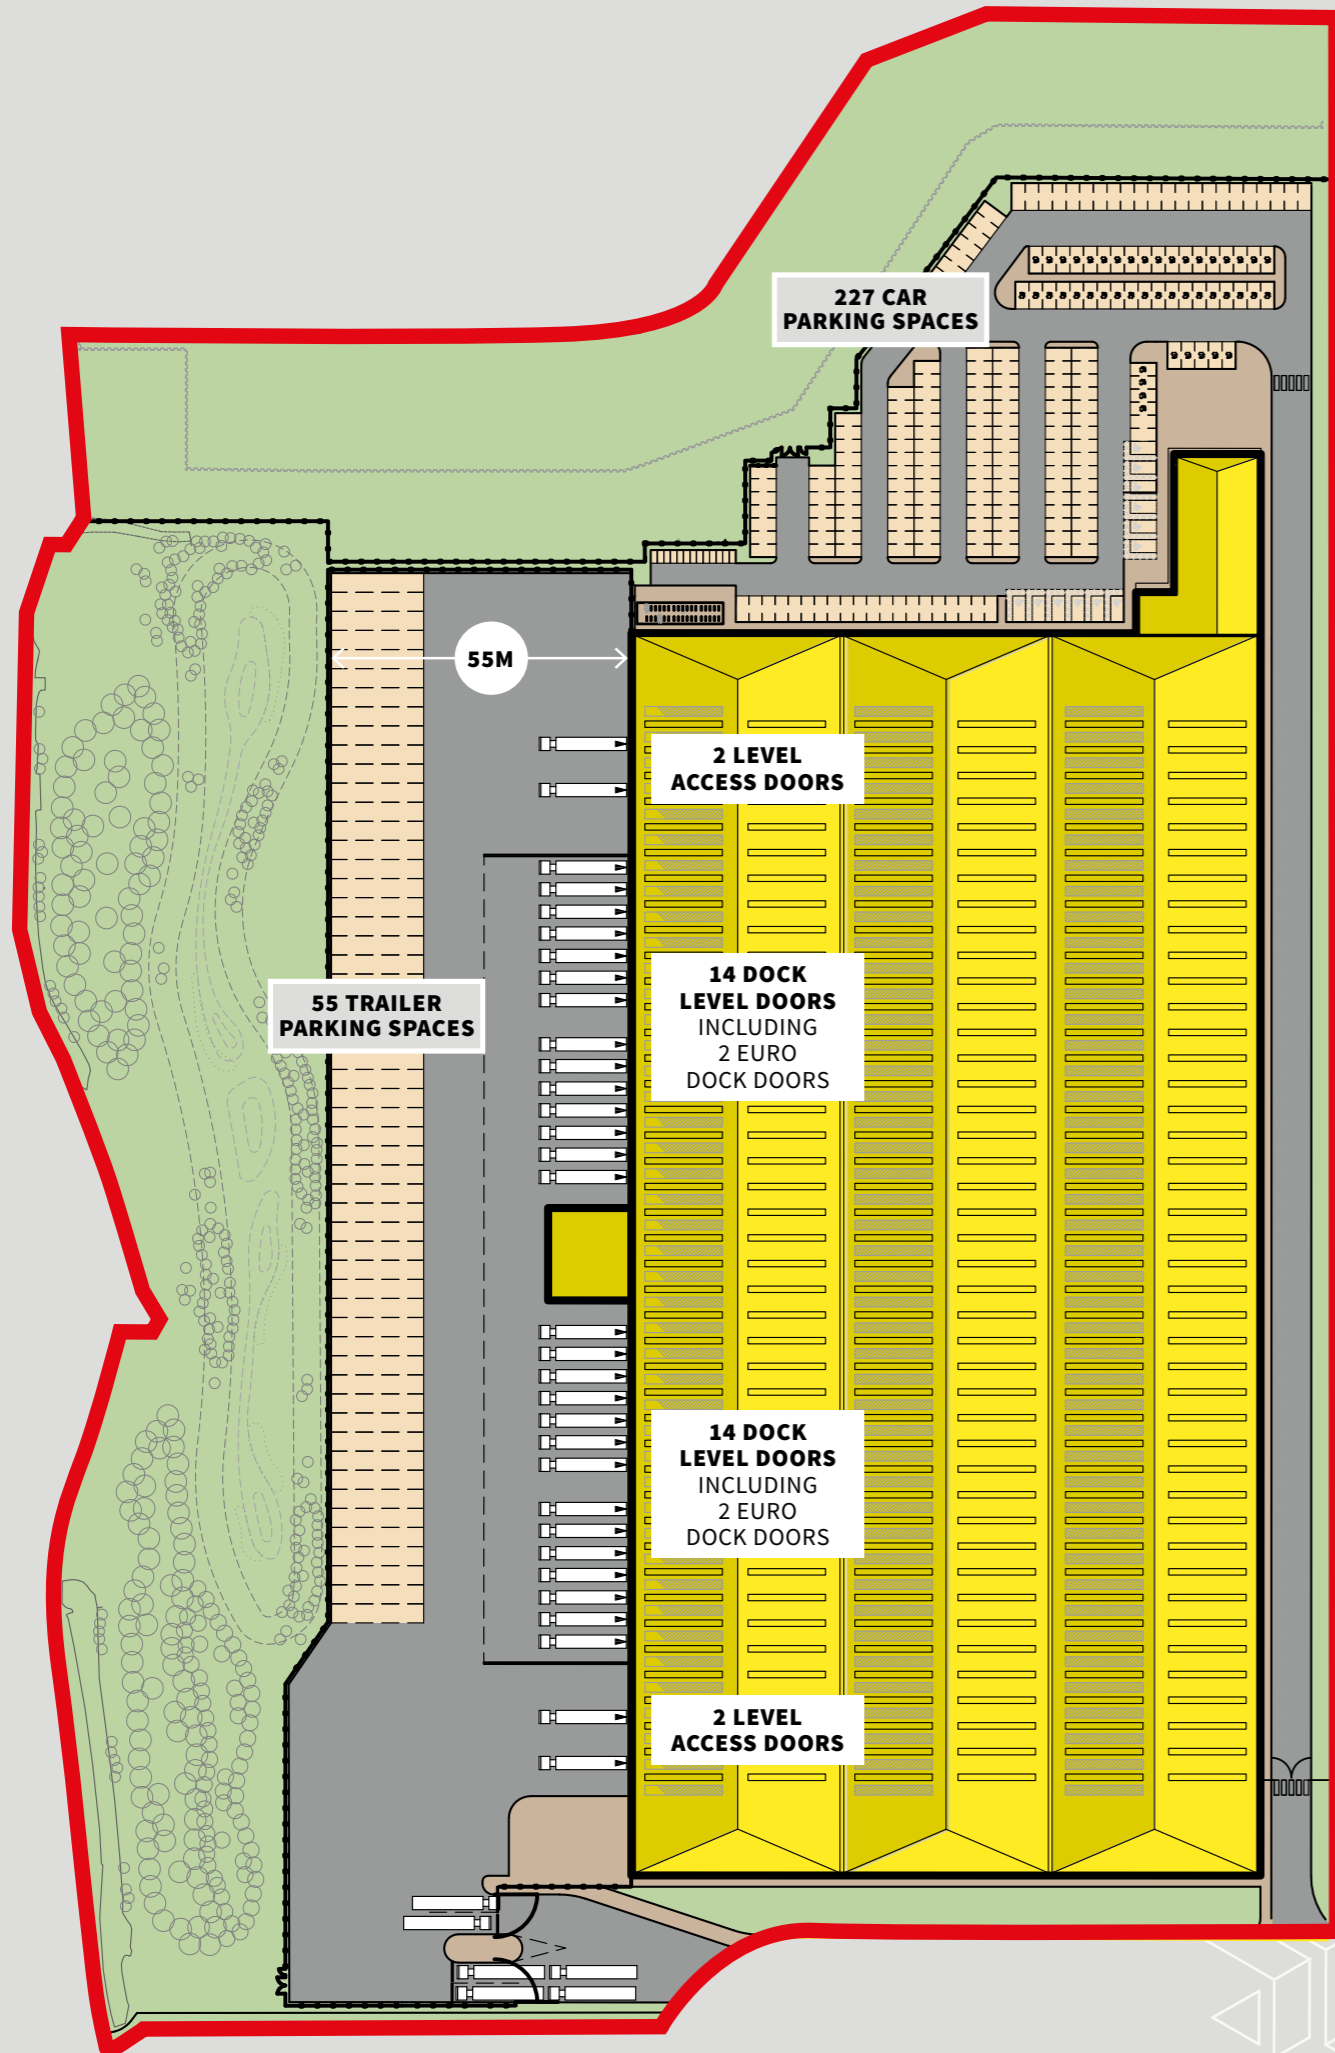 227 CAR
PARKING SPACES
55M
2 LEVEL
ACCESS DOORS
14 DOCK
LEVEL DOORS
INCLUDING
2 EURO
DOCK DOORS
55 TRAILER
PARKING SPACES
14 DOCK
LEVEL DOORS
INCLUDING
2 EURO
DOCK DOORS
2 LEVEL
ACCESS DOORS